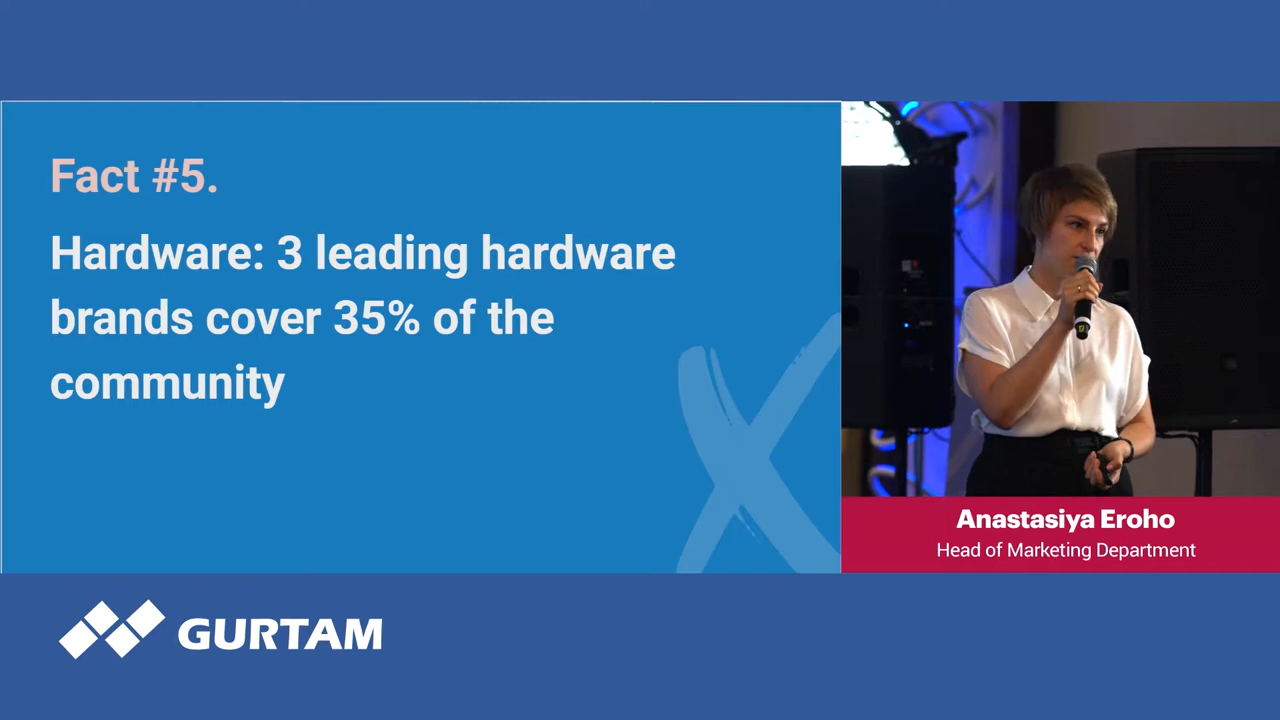 Fact #5.
Hardware: 3 leading hardware
brands cover 35% of the
community
Anastasiya Eroho
Head of Marketing Department
GURTAM